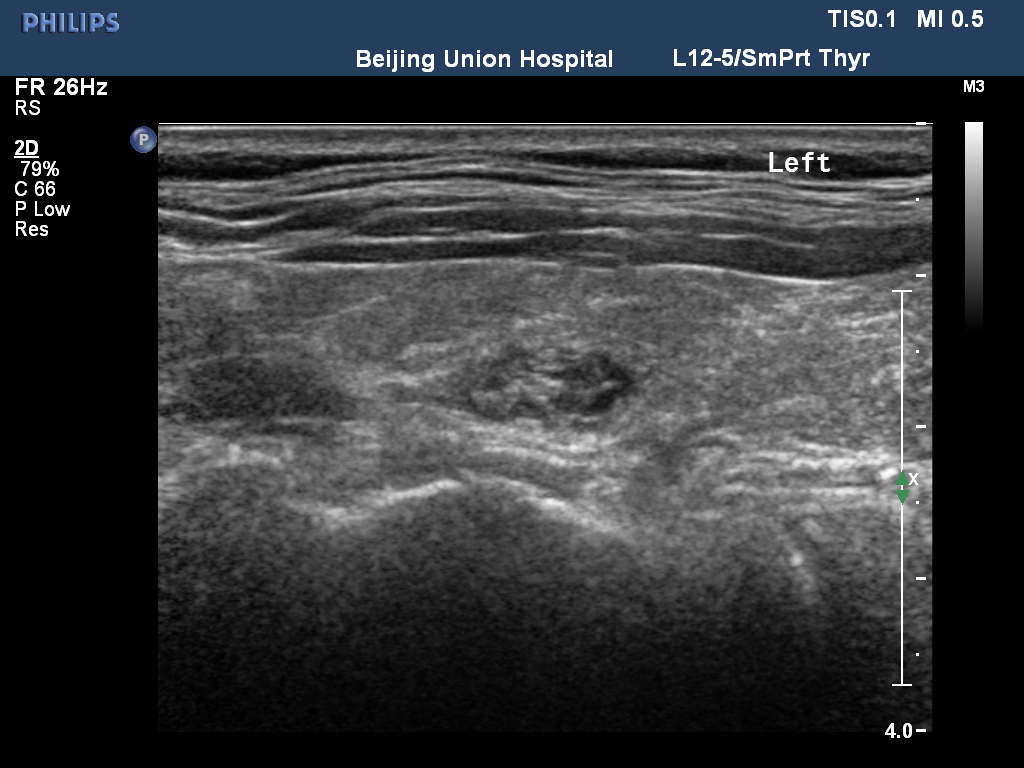 PHILIPS
TIS0.1 MI 0.5
Beijing Union Hospital L12-5/SmPrt Thyr
FR 26Hz
RS
M3
P
Left
2D
79%
C 66
P Low
Res
X
4.0